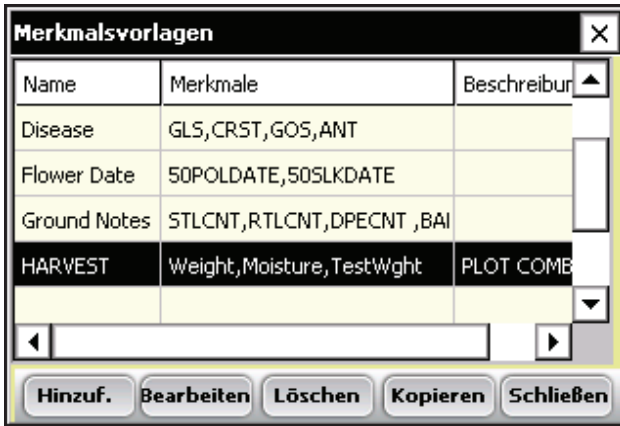 Merkmalsvorlagen
Name Merkmale Beschreibur
Disease GLS,CRST,GOS,ANT
Flower Date 50POLDATE,50SLKDATE
Ground Notes STLCNT,RTLCNT,DPECNT ,BAI
HARVEST Weight,Moisture,TestWght PLOT COMB
Hinzuf. Bearbeiten Löschen Kopieren Schließen